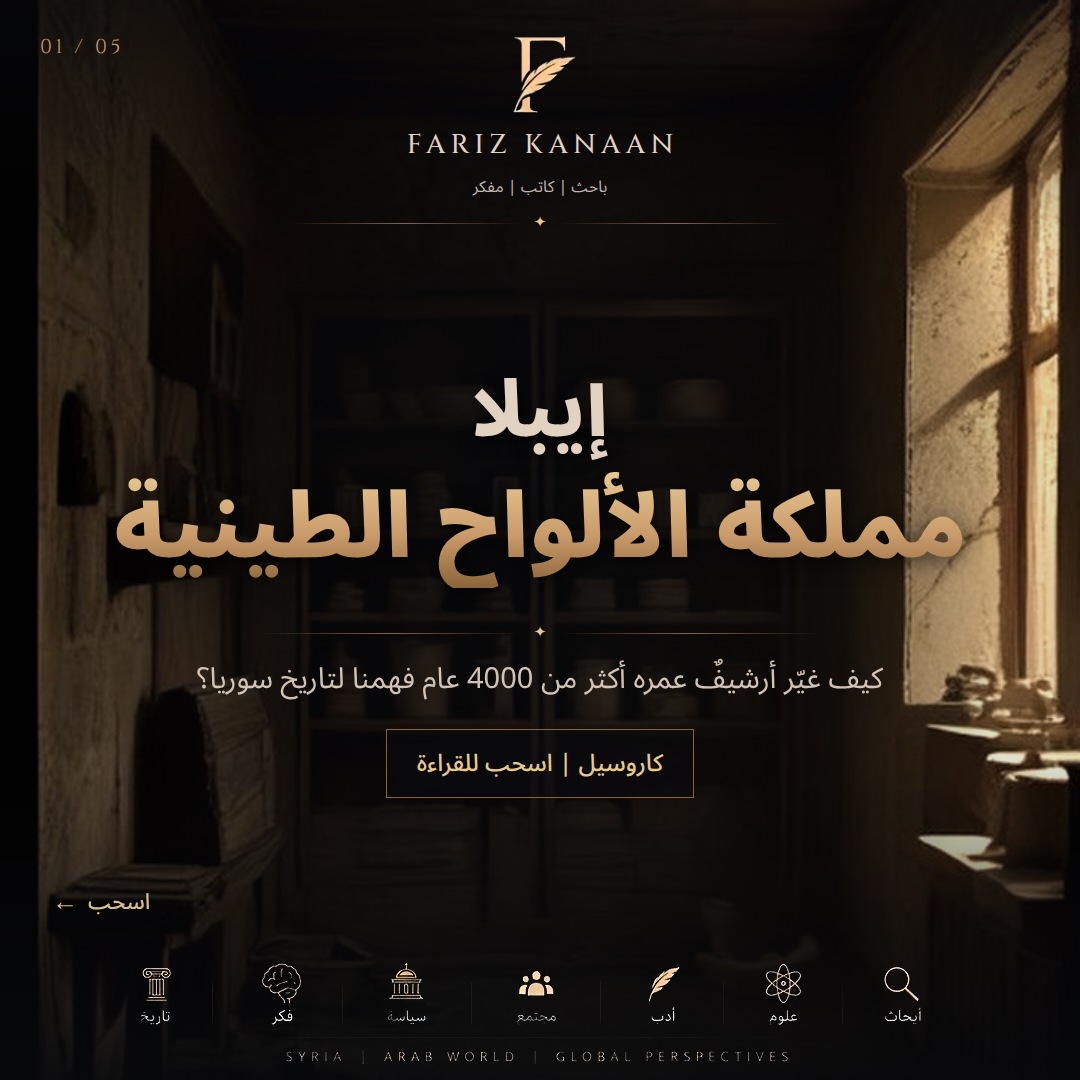 01 / 05
FARIZ KANAAN
باحث | كاتب | مفكر
إيبلا
مملكة الألواح الطينية
كيف غيّر أرشيفٌ عمره أكثر من 4000 عام فهمنا لتاريخ سوريا؟
كاروسيل | اسحب للقراءة
اسحب ←
أبحاث
علوم
أدب
مجتمع
سياسة
فكر
تاريخ
SYRIA | ARAB WORLD | GLOBAL PERSPECTIVES